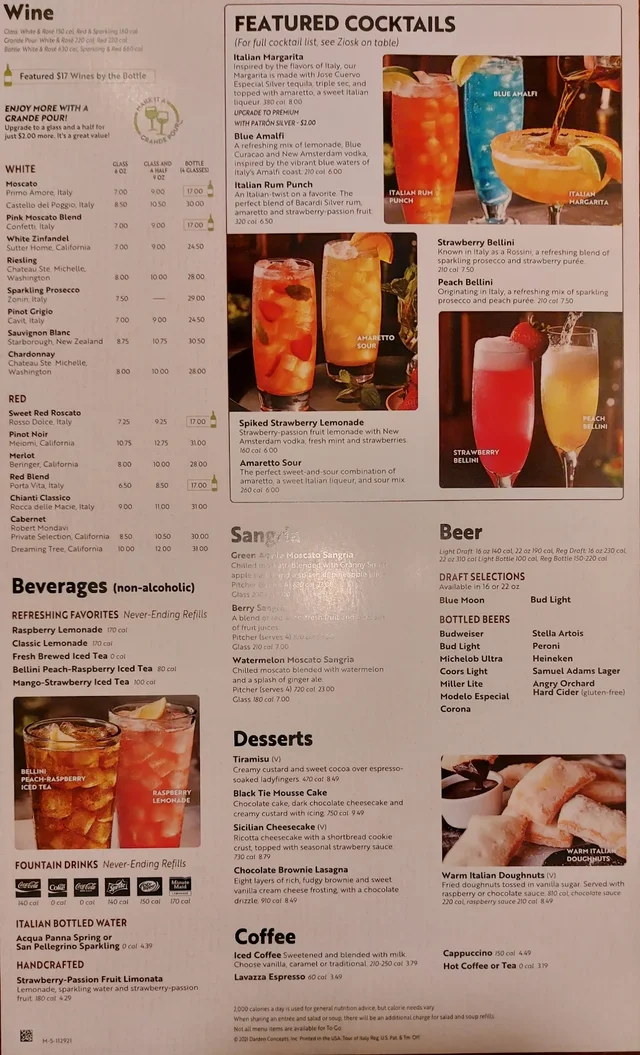 Wine
Glass: White & Rosé 150 cal, Red & Sparkling 160 cal
Grande Pour: White & Rosé 220 cal, Red 230 cal
Bottle: White & Rosé 630 cal, Sparkling & Red 660 cal
Featured $17 Wines by the Bottle
ENJOY MORE WITH A
GRANDE POUR!
Upgrade to a glass and a half for
just $2.00 more. It's a great value!
MAKE IT A
GRANDE POUR
WHITE
GLASS
6 OZ
GLASS AND
A HALF
9 OZ
BOTTLE
(4 GLASSES)
Moscato
Primo Amore, Italy 7.00 9.00 17.00
Castello del Poggio, Italy 8.50 10.50 30.00
Pink Moscato Blend
Confetti, Italy 7.00 9.00 17.00
White Zinfandel
Sutter Home, California 7.00 9.00 24.50
Riesling
Chateau Ste. Michelle,
Washington 8.00 10.00 28.00
Sparkling Prosecco
Zonin, Italy 7.50 — 29.00
Pinot Grigio
Cavit, Italy 7.00 9.00 24.50
Sauvignon Blanc
Starborough, New Zealand 8.75 10.75 30.50
Chardonnay
Chateau Ste. Michelle,
Washington 8.00 10.00 28.00
RED
Sweet Red Roscato
Rosso Dolce, Italy 7.25 9.25 17.00
Pinot Noir
Meiomi, California 10.75 12.75 31.00
Merlot
Beringer, California 8.00 10.00 28.00
Red Blend
Porta Vita, Italy 6.50 8.50 17.00
Chianti Classico
Rocca delle Macie, Italy 9.00 11.00 31.00
Cabernet
Robert Mondavi
Private Selection, California 8.50 10.50 30.00
Dreaming Tree, California 10.00 12.00 31.00
Beverages (non-alcoholic)
REFRESHING FAVORITES Never-Ending Refills
Raspberry Lemonade 170 cal
Classic Lemonade 170 cal
Fresh Brewed Iced Tea 0 cal
Bellini Peach-Raspberry Iced Tea 80 cal
Mango-Strawberry Iced Tea 100 cal
BELLINI
PEACH-RASPBERRY
ICED TEA
RASPBERRY
LEMONADE
FOUNTAIN DRINKS Never-Ending Refills
140 cal 0 cal 0 cal 140 cal 150 cal 170 cal
ITALIAN BOTTLED WATER
Acqua Panna Spring or
San Pellegrino Sparkling 0 cal 4.39
HANDCRAFTED
Strawberry-Passion Fruit Limonata
Lemonade, sparkling water and strawberry-passion
fruit. 180 cal 4.29
M-5-112921
FEATURED COCKTAILS
(For full cocktail list, see Ziosk on table)
Italian Margarita
Inspired by the flavors of Italy, our
Margarita is made with Jose Cuervo
Especial Silver tequila, triple sec, and
topped with amaretto, a sweet Italian
liqueur. 380 cal 8.00
UPGRADE TO PREMIUM
WITH PATRÓN SILVER - $2.00
Blue Amalfi
A refreshing mix of lemonade, Blue
Curacao and New Amsterdam vodka,
inspired by the vibrant blue waters of
Italy's Amalfi coast. 210 cal 6.00
Italian Rum Punch
An Italian-twist on a favorite. The
perfect blend of Bacardi Silver rum,
amaretto and strawberry-passion fruit.
320 cal 6.50
BLUE AMALFI
ITALIAN RUM
PUNCH
ITALIAN
MARGARITA
AMARETTO
SOUR
Strawberry Bellini
Known in Italy as a Rossini, a refreshing blend of
sparkling prosecco and strawberry purée.
210 cal 7.50
Peach Bellini
Originating in Italy, a refreshing mix of sparkling
prosecco and peach purée. 210 cal 7.50
STRAWBERRY
BELLINI
PEACH
BELLINI
Spiked Strawberry Lemonade
Strawberry-passion fruit lemonade with New
Amsterdam vodka, fresh mint and strawberries.
160 cal 6.00
Amaretto Sour
The perfect sweet-and-sour combination of
amaretto, a sweet Italian liqueur, and sour mix.
260 cal 6.00
Sangria
Green Apple Moscato Sangria
Chilled
apple
Pitcher
Glass
Berry Sangria
A blend of
of fruit juices.
Pitcher (serves 4)
Glass 210 cal 7.00
Watermelon Moscato Sangria
Chilled moscato blended with watermelon
and a splash of ginger ale.
Pitcher (serves 4) 720 cal 23.00
Glass 180 cal 7.00
Beer
Light Draft: 16 oz 140 cal, 22 oz 190 cal, Reg Draft: 16 oz 230 cal,
22 oz 310 cal Light Bottle 100 cal, Reg Bottle 150-220 cal
DRAFT SELECTIONS
Available in 16 or 22 oz
Blue Moon
Bud Light
BOTTLED BEERS
Budweiser
Bud Light
Michelob Ultra
Coors Light
Miller Lite
Modelo Especial
Corona
Stella Artois
Peroni
Heineken
Samuel Adams Lager
Angry Orchard
Hard Cider (gluten-free)
Desserts
Tiramisu (V)
Creamy custard and sweet cocoa over espresso-
soaked ladyfingers. 470 cal 8.49
Black Tie Mousse Cake
Chocolate cake, dark chocolate cheesecake and
creamy custard with icing. 750 cal 9.49
Sicilian Cheesecake (V)
Ricotta cheesecake with a shortbread cookie
crust, topped with seasonal strawberry sauce.
730 cal 8.79
Chocolate Brownie Lasagna
Eight layers of rich, fudgy brownie and sweet
vanilla cream cheese frosting, with a chocolate
drizzle. 910 cal 8.49
WARM ITALIAN
DOUGHNUTS
Warm Italian Doughnuts (V)
Fried doughnuts tossed in vanilla sugar. Served with
raspberry or chocolate sauce. 810 cal, chocolate sauce
220 cal, raspberry sauce 210 cal 8.49
Coffee
Iced Coffee Sweetened and blended with milk.
Choose vanilla, caramel or traditional. 210-250 cal 3.79
Lavazza Espresso 60 cal 3.49
Cappuccino 150 cal 4.49
Hot Coffee or Tea 0 cal 3.19
2,000 calories a day is used for general nutrition advice, but calorie needs vary.
When sharing an entrée and salad or soup, there will be an additional charge for salad and soup refills.
Not all menu items are available for To Go
© 2021 Darden Concepts, Inc. Printed in the USA. Tour of Italy Reg. U.S. Pat. & Tm. Off.